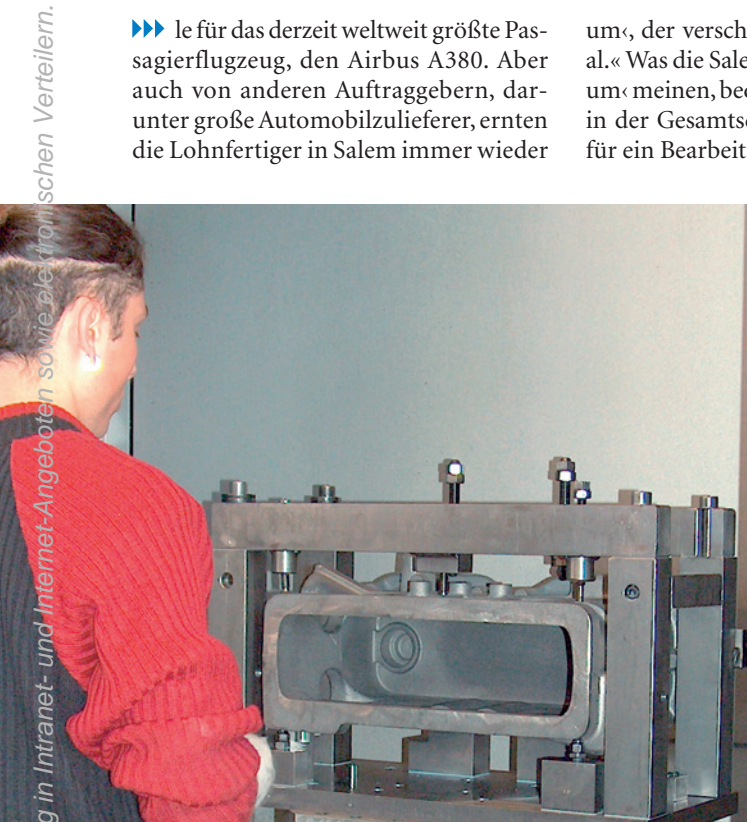 le für das derzeit weltweit größte Pas-
sagierflugzeug, den Airbus A380. Aber
auch von anderen Auftraggebern, dar-
unter große Automobilzulieferer, ernten
die Lohnfertiger in Salem immer wieder
um‹, der versch
al.« Was die Sale
um‹ meinen, bed
in der Gesamts
für ein Bearbeit
g in Intranet- und Internet-Angeboten sowie elektronischen Verteilern.